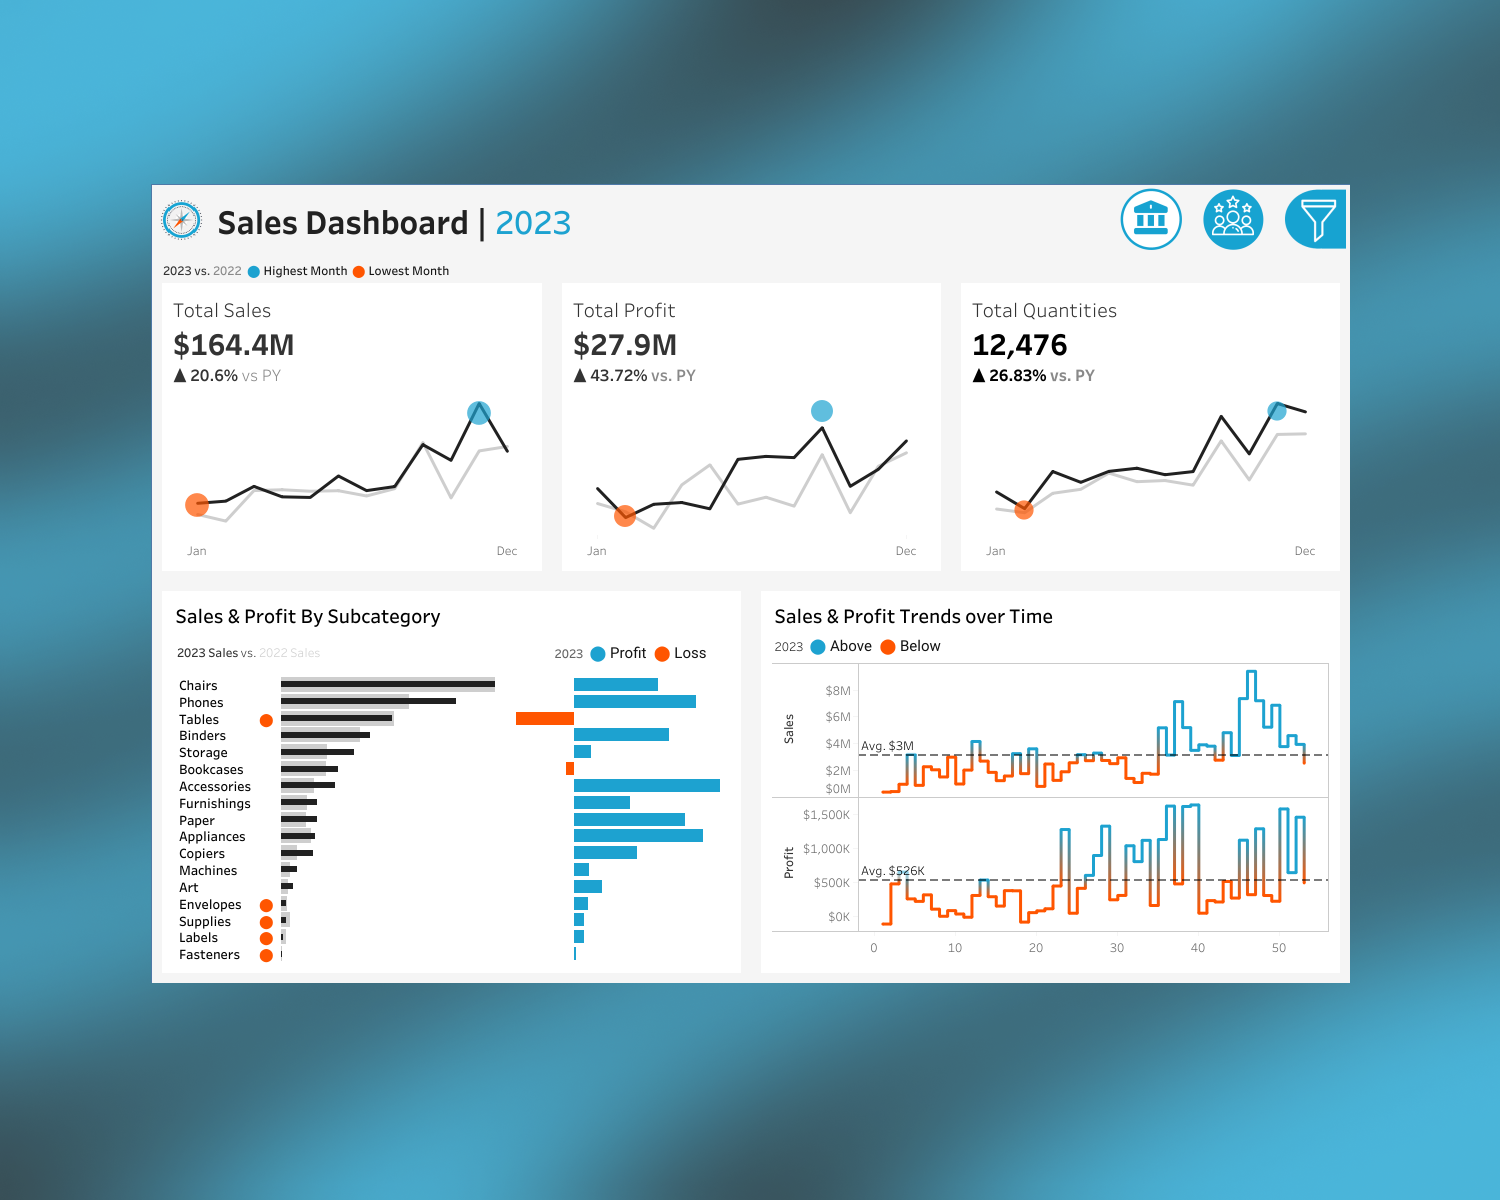 Sales Dashboard | 2023
2023 vs. 2022 Highest Month Lowest Month
Total Sales
$164.4M
▲ 20.6% vs PY
Jan Dec
Total Profit
$27.9M
▲ 43.72% vs. PY
Jan Dec
Total Quantities
12,476
▲ 26.83% vs. PY
Jan Dec
Sales & Profit By Subcategory
2023 Sales vs. 2022 Sales
2023 Profit Loss
Chairs
Phones
Tables
Binders
Storage
Bookcases
Accessories
Furnishings
Paper
Appliances
Copiers
Machines
Art
Envelopes
Supplies
Labels
Fasteners
Sales & Profit Trends over Time
2023 Above Below
Sales
$8M
$6M
$4M
$2M
$0M
Avg. $3M
Profit
$1,500K
$1,000K
$500K
$0K
Avg. $526K
0 10 20 30 40 50